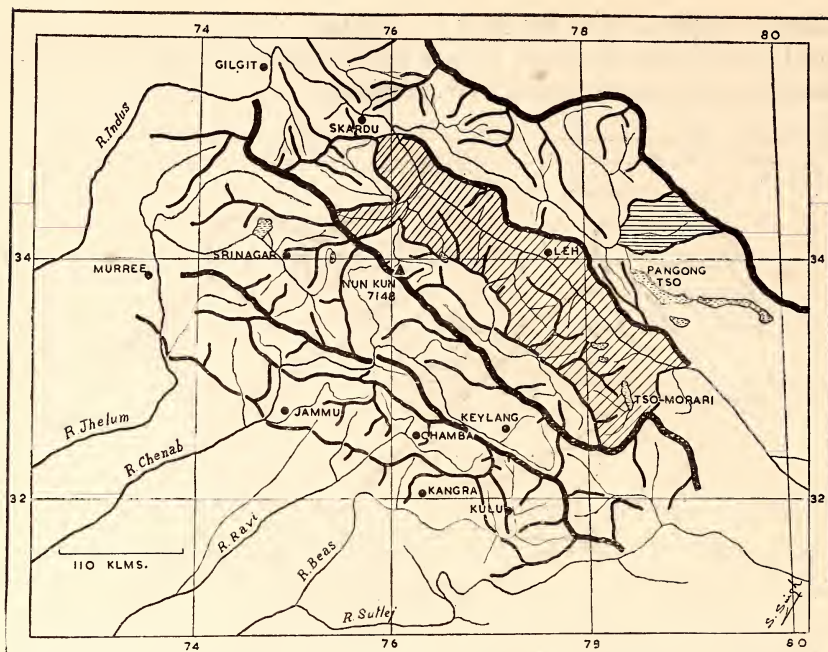 74 76 78 80
GILGIT
SKARDU
R. Indus
34 34
SRINAGAR
LEH
MURREE
NUN KUN
7148
PANGONG
TSO
TSO-MORARI
JAMMU
KEYLANG
CHAMBA
R. Jhelum
R. Chenab
32 32
KANGRA
KULU
R. Ravi
R. Beas
110 KLMS.
R. Sutlej
74 76 79 80